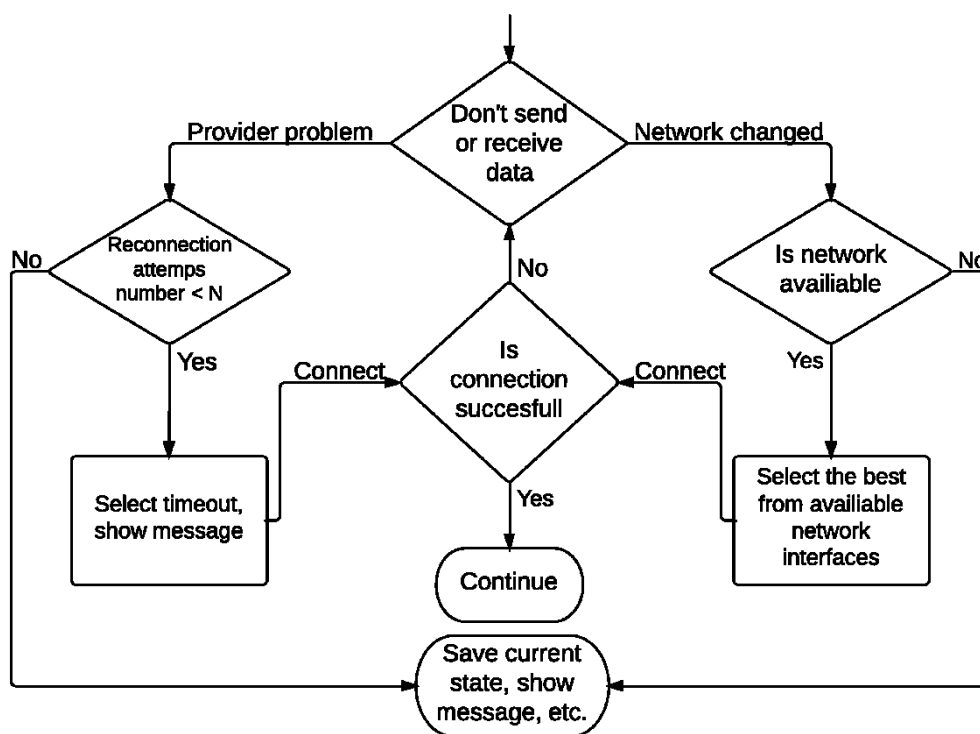 Don't send
or receive
data
Provider problem
Network changed
Reconnection
attemps
number < N
No
Is network
availiable
No
No
Yes
Yes
Connect
Is
connection
succesfull
Connect
Select timeout,
show message
Yes
Select the best
from availiable
network
interfaces
Continue
Save current
state, show
message, etc.